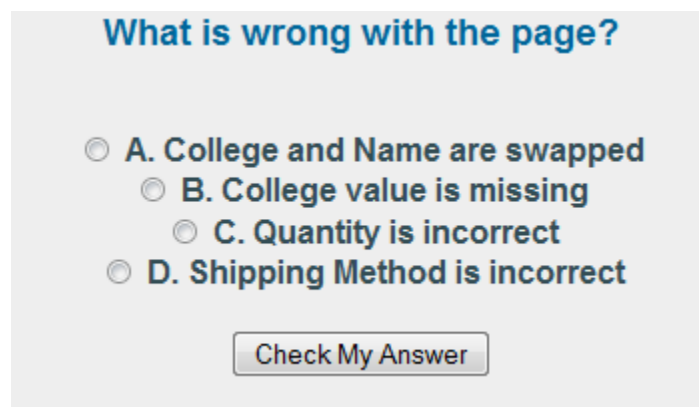 What is wrong with the page?
A. College and Name are swapped
B. College value is missing
C. Quantity is incorrect
D. Shipping Method is incorrect
Check My Answer